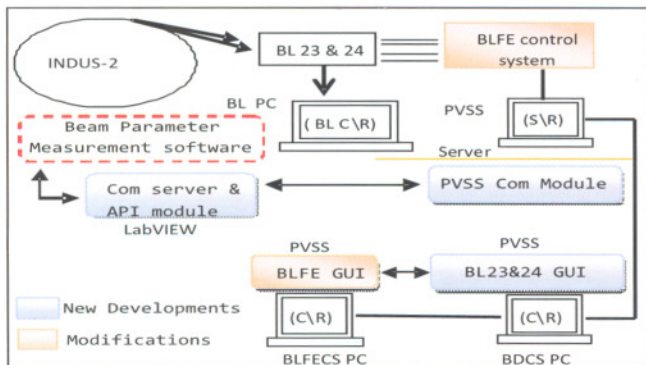 INDUS-2
BL 23 & 24
BLFE control
system
BL PC
( BL C\R)
PVSS
(S\R)
Beam Parameter
Measurement software
Server
Com server &
API module
PVSS Com Module
LabVIEW
PVSS
PVSS
BLFE GUI
BL23&24 GUI
New Developments
Modifications
(C\R)
(C\R)
BLFECS PC
BDCS PC